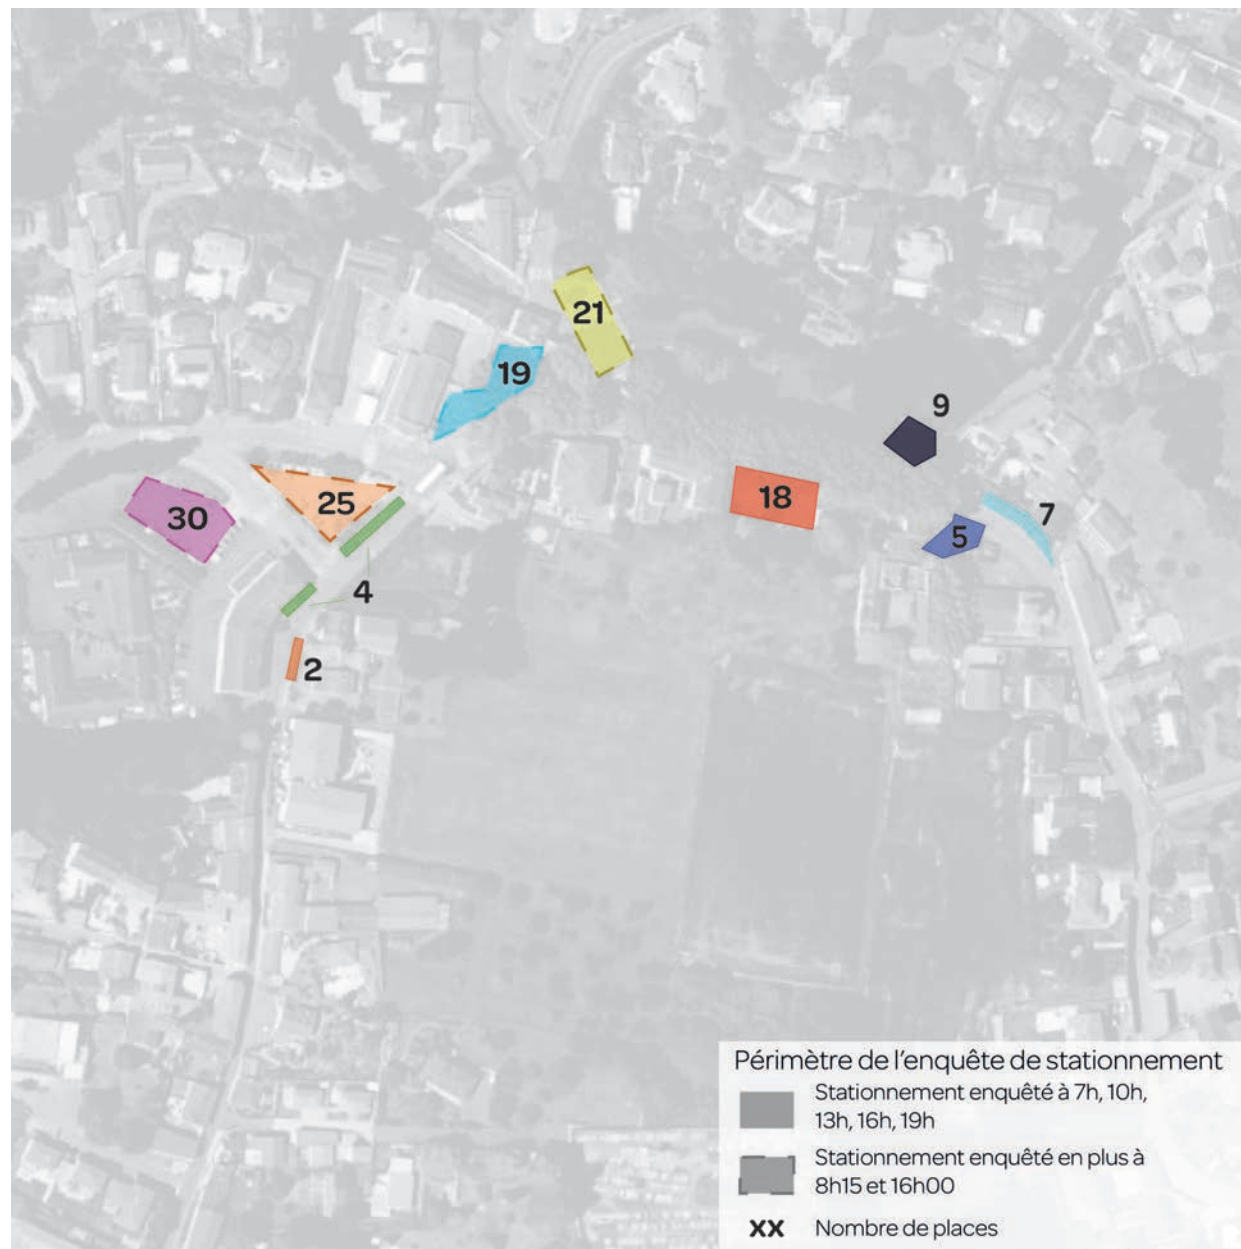 21
19
9
25
18
30
7
5
4
2
Périmètre de l'enquête de stationnement
Stationnement enquêté à 7h, 10h,
13h, 16h, 19h
Stationnement enquêté en plus à
8h15 et 16h00
XX Nombre de places